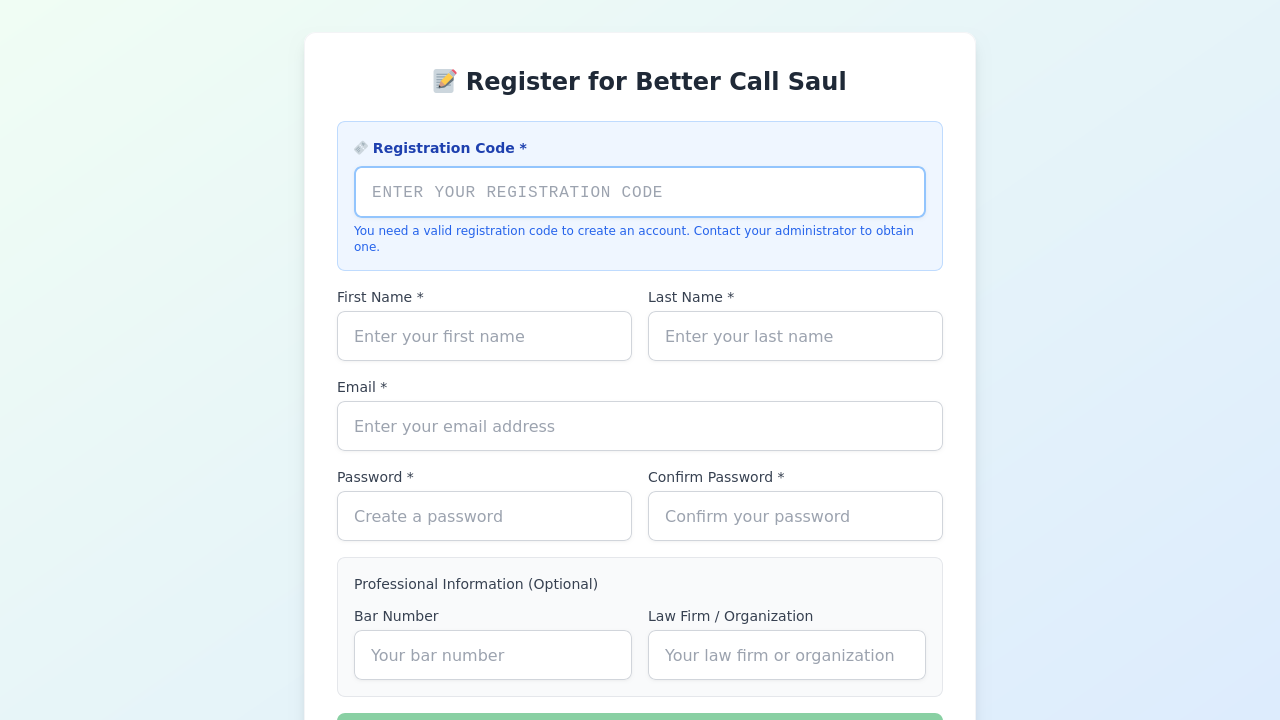 📝 Register for Better Call Saul
🎫 Registration Code *
ENTER YOUR REGISTRATION CODE
You need a valid registration code to create an account. Contact your administrator to obtain
one.
First Name *
Last Name *
Enter your first name
Enter your last name
Email *
Enter your email address
Password *
Confirm Password *
Create a password
Confirm your password
Professional Information (Optional)
Bar Number
Law Firm / Organization
Your bar number
Your law firm or organization